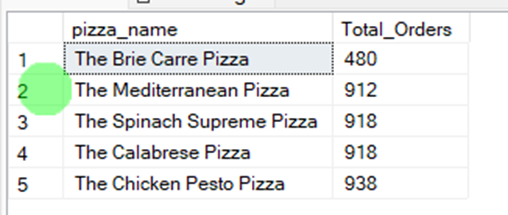 pizza_name Total_Orders
1 The Brie Carre Pizza 480
2 The Mediterranean Pizza 912
3 The Spinach Supreme Pizza 918
4 The Calabrese Pizza 918
5 The Chicken Pesto Pizza 938